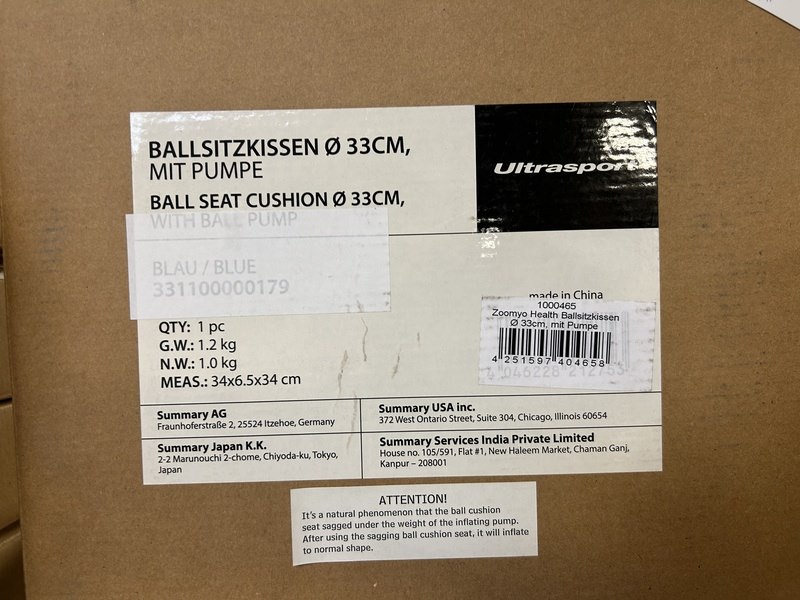 BALLSITZKISSEN Ø 33CM,
MIT PUMPE
BALL SEAT CUSHION Ø 33CM,
WITH BALL PUMP
Ultrasport
BLAU / BLUE
331100000179
made in China
1000465
Zoomyo Health Ballsitzkissen
Ø 33cm, mit Pumpe
4 251597 404658
QTY: 1 pc
G.W.: 1.2 kg
N.W.: 1.0 kg
MEAS.: 34x6.5x34 cm
Summary AG
Fraunhoferstraße 2, 25524 Itzehoe, Germany
Summary USA inc.
372 West Ontario Street, Suite 304, Chicago, Illinois 60654
Summary Japan K.K.
2-2 Marunouchi 2-chome, Chiyoda-ku, Tokyo,
Japan
Summary Services India Private Limited
House no. 105/591, Flat #1, New Haleem Market, Chaman Ganj,
Kanpur – 208001
ATTENTION!
It's a natural phenomenon that the ball cushion
seat sagged under the weight of the inflating pump.
After using the sagging ball cushion seat, it will inflate
to normal shape.